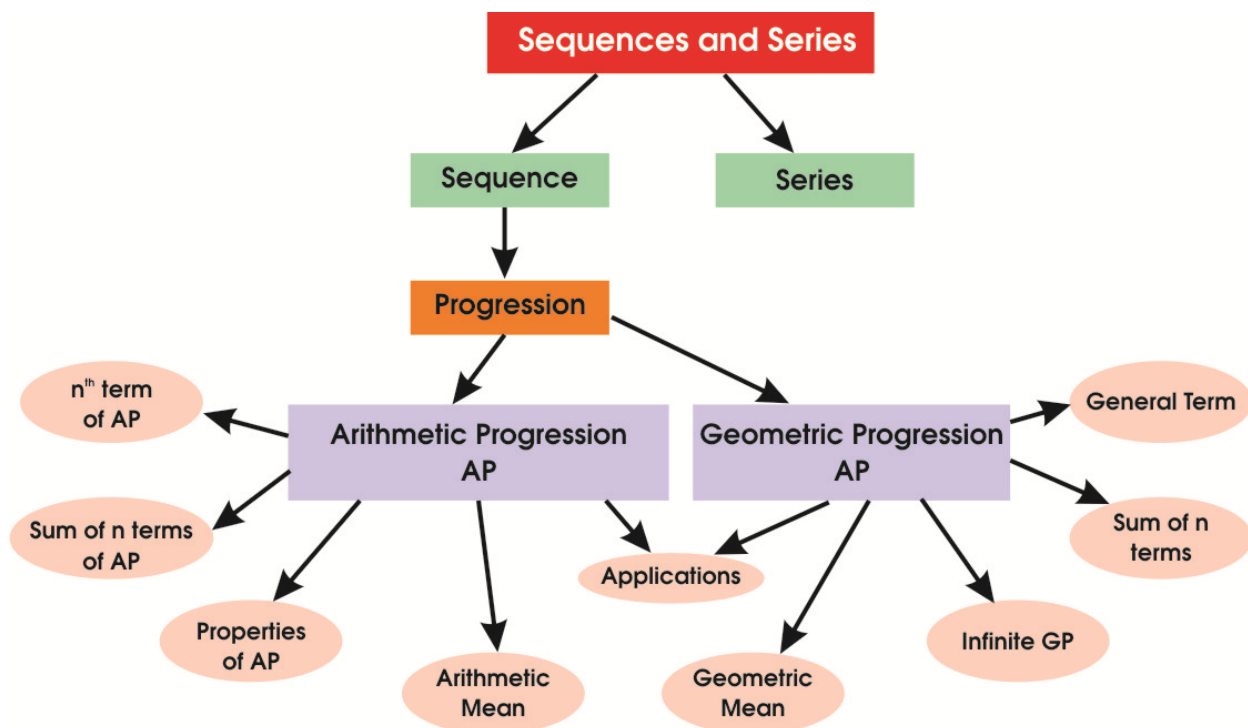 Sequences and Series
Sequence
Series
Progression
nth term
of AP
Arithmetic Progression
AP
Geometric Progression
AP
General Term
Sum of n terms
of AP
Applications
Sum of n
terms
Properties
of AP
Arithmetic
Mean
Geometric
Mean
Infinite GP